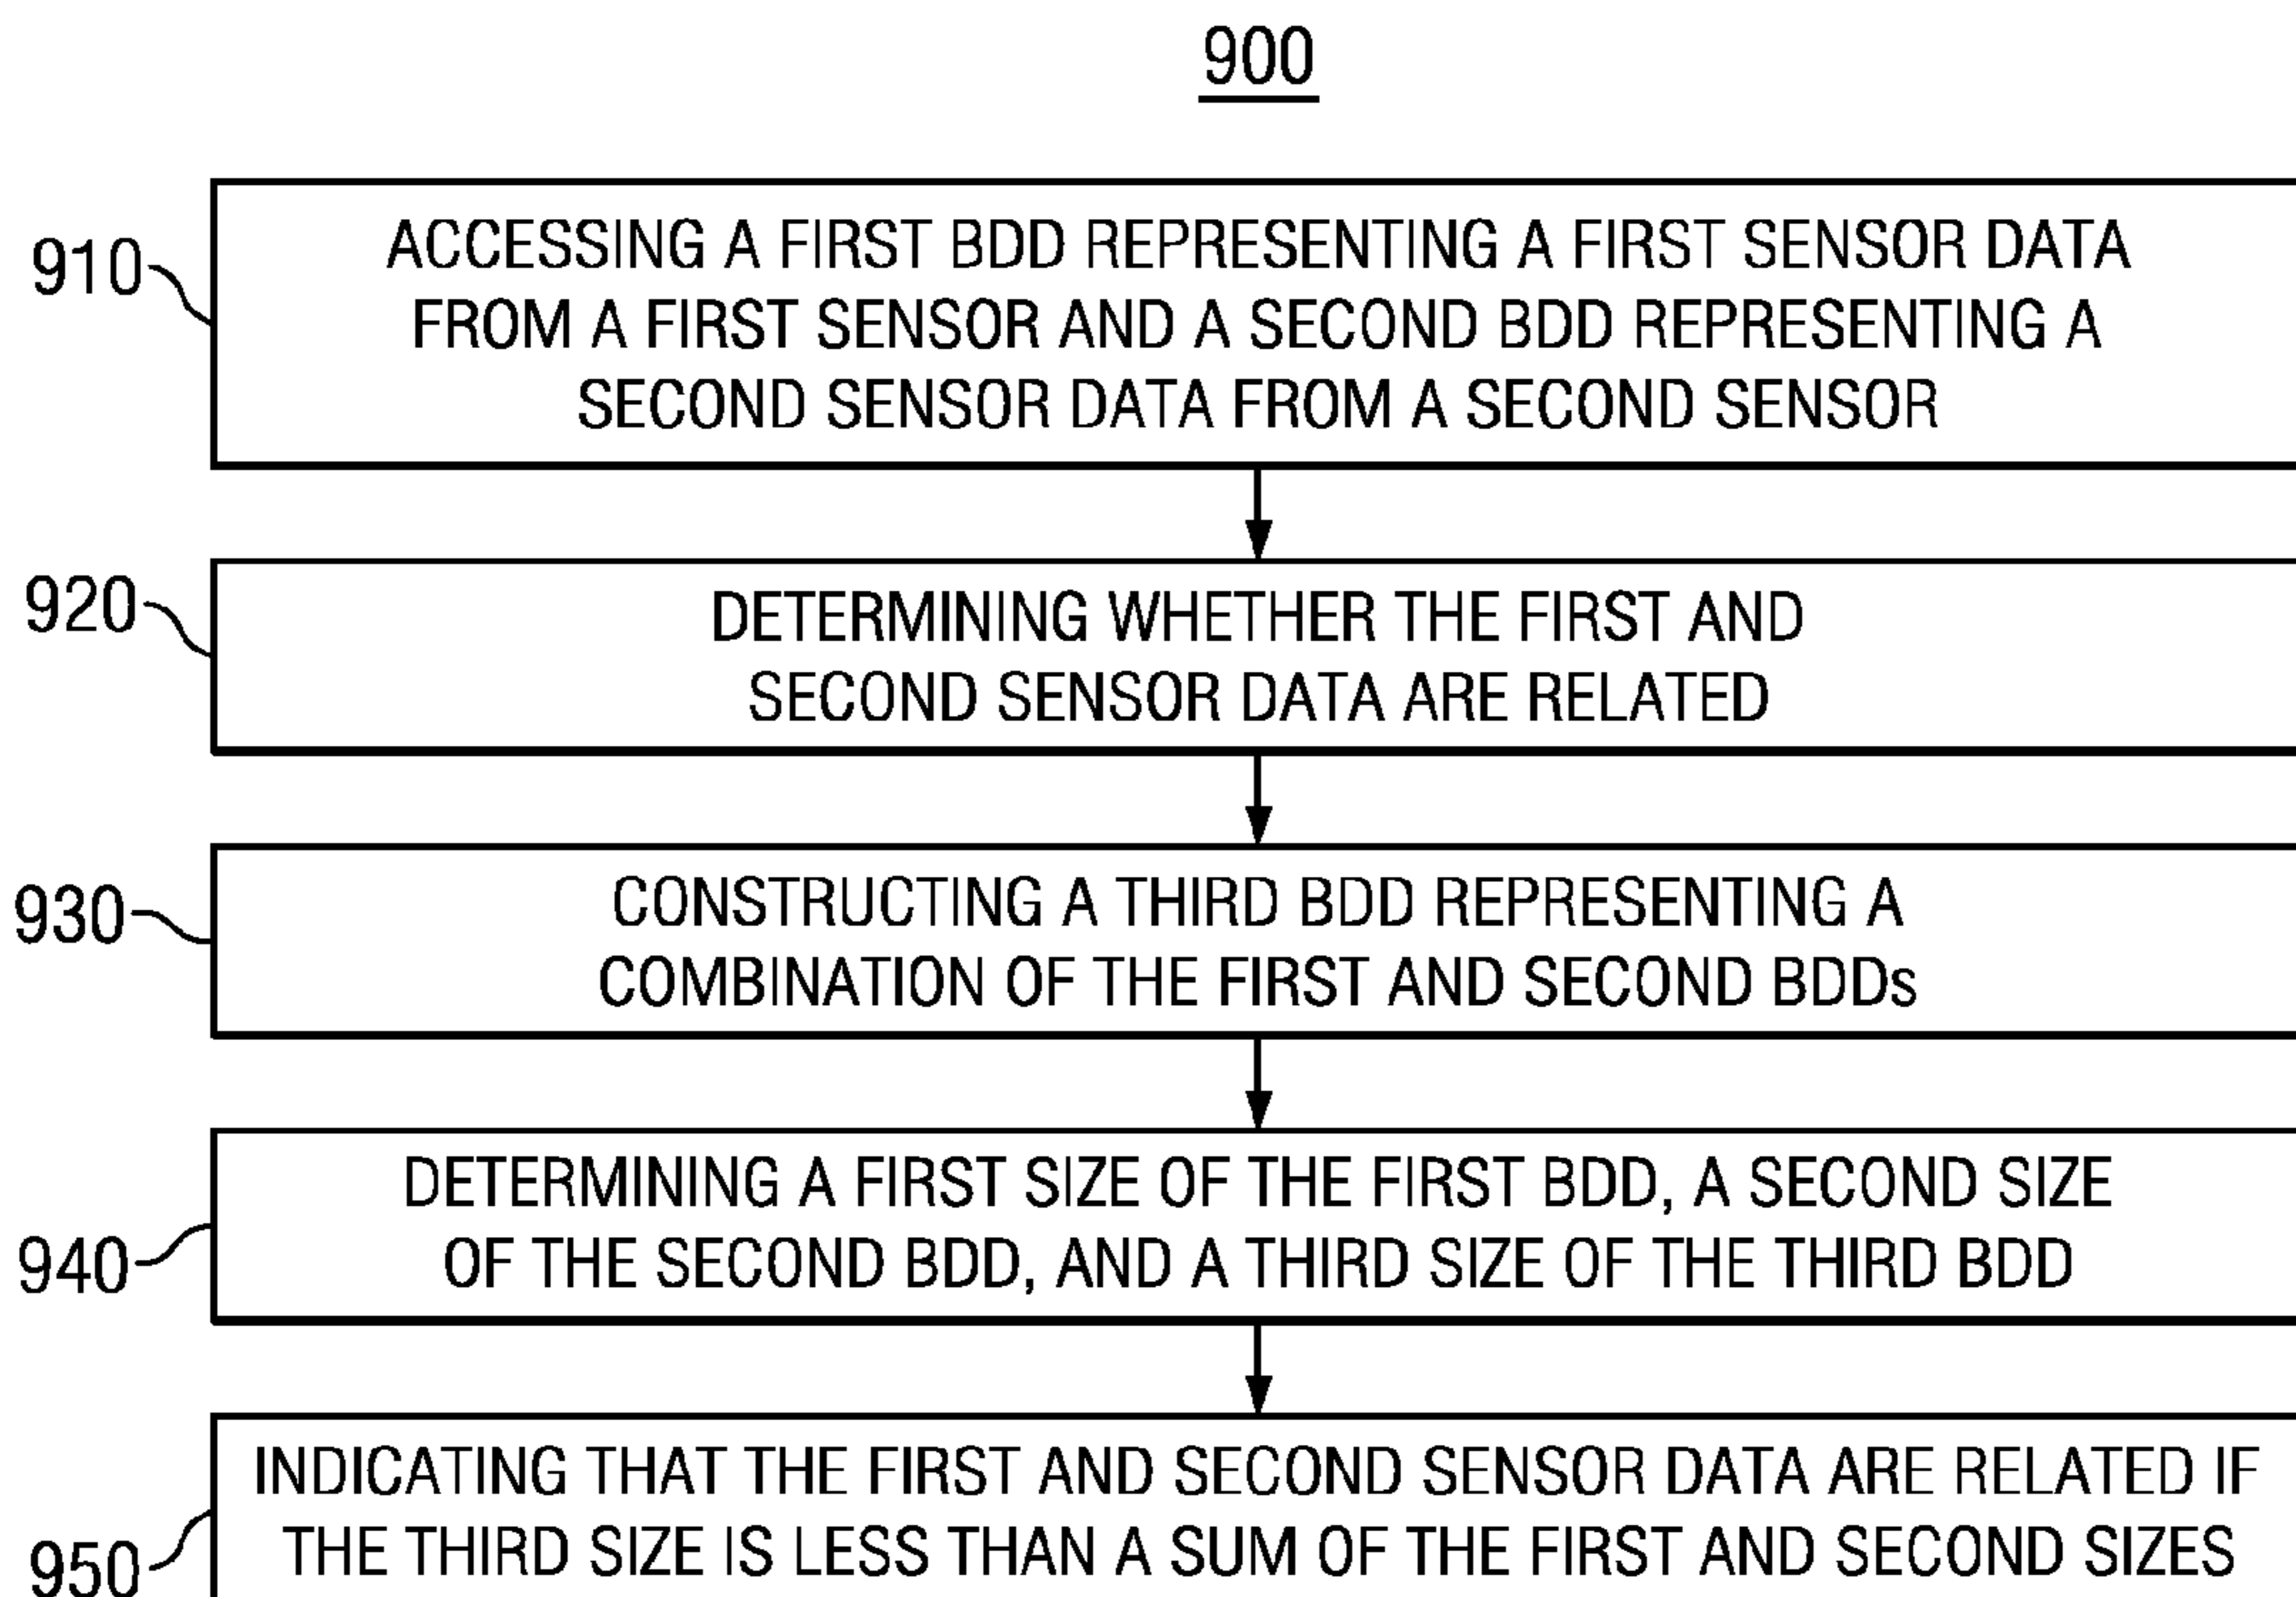 900
910
ACCESSING A FIRST BDD REPRESENTING A FIRST SENSOR DATA
FROM A FIRST SENSOR AND A SECOND BDD REPRESENTING A
SECOND SENSOR DATA FROM A SECOND SENSOR
920
DETERMINING WHETHER THE FIRST AND
SECOND SENSOR DATA ARE RELATED
930
CONSTRUCTING A THIRD BDD REPRESENTING A
COMBINATION OF THE FIRST AND SECOND BDDs
940
DETERMINING A FIRST SIZE OF THE FIRST BDD, A SECOND SIZE
OF THE SECOND BDD, AND A THIRD SIZE OF THE THIRD BDD
950
INDICATING THAT THE FIRST AND SECOND SENSOR DATA ARE RELATED IF
THE THIRD SIZE IS LESS THAN A SUM OF THE FIRST AND SECOND SIZES